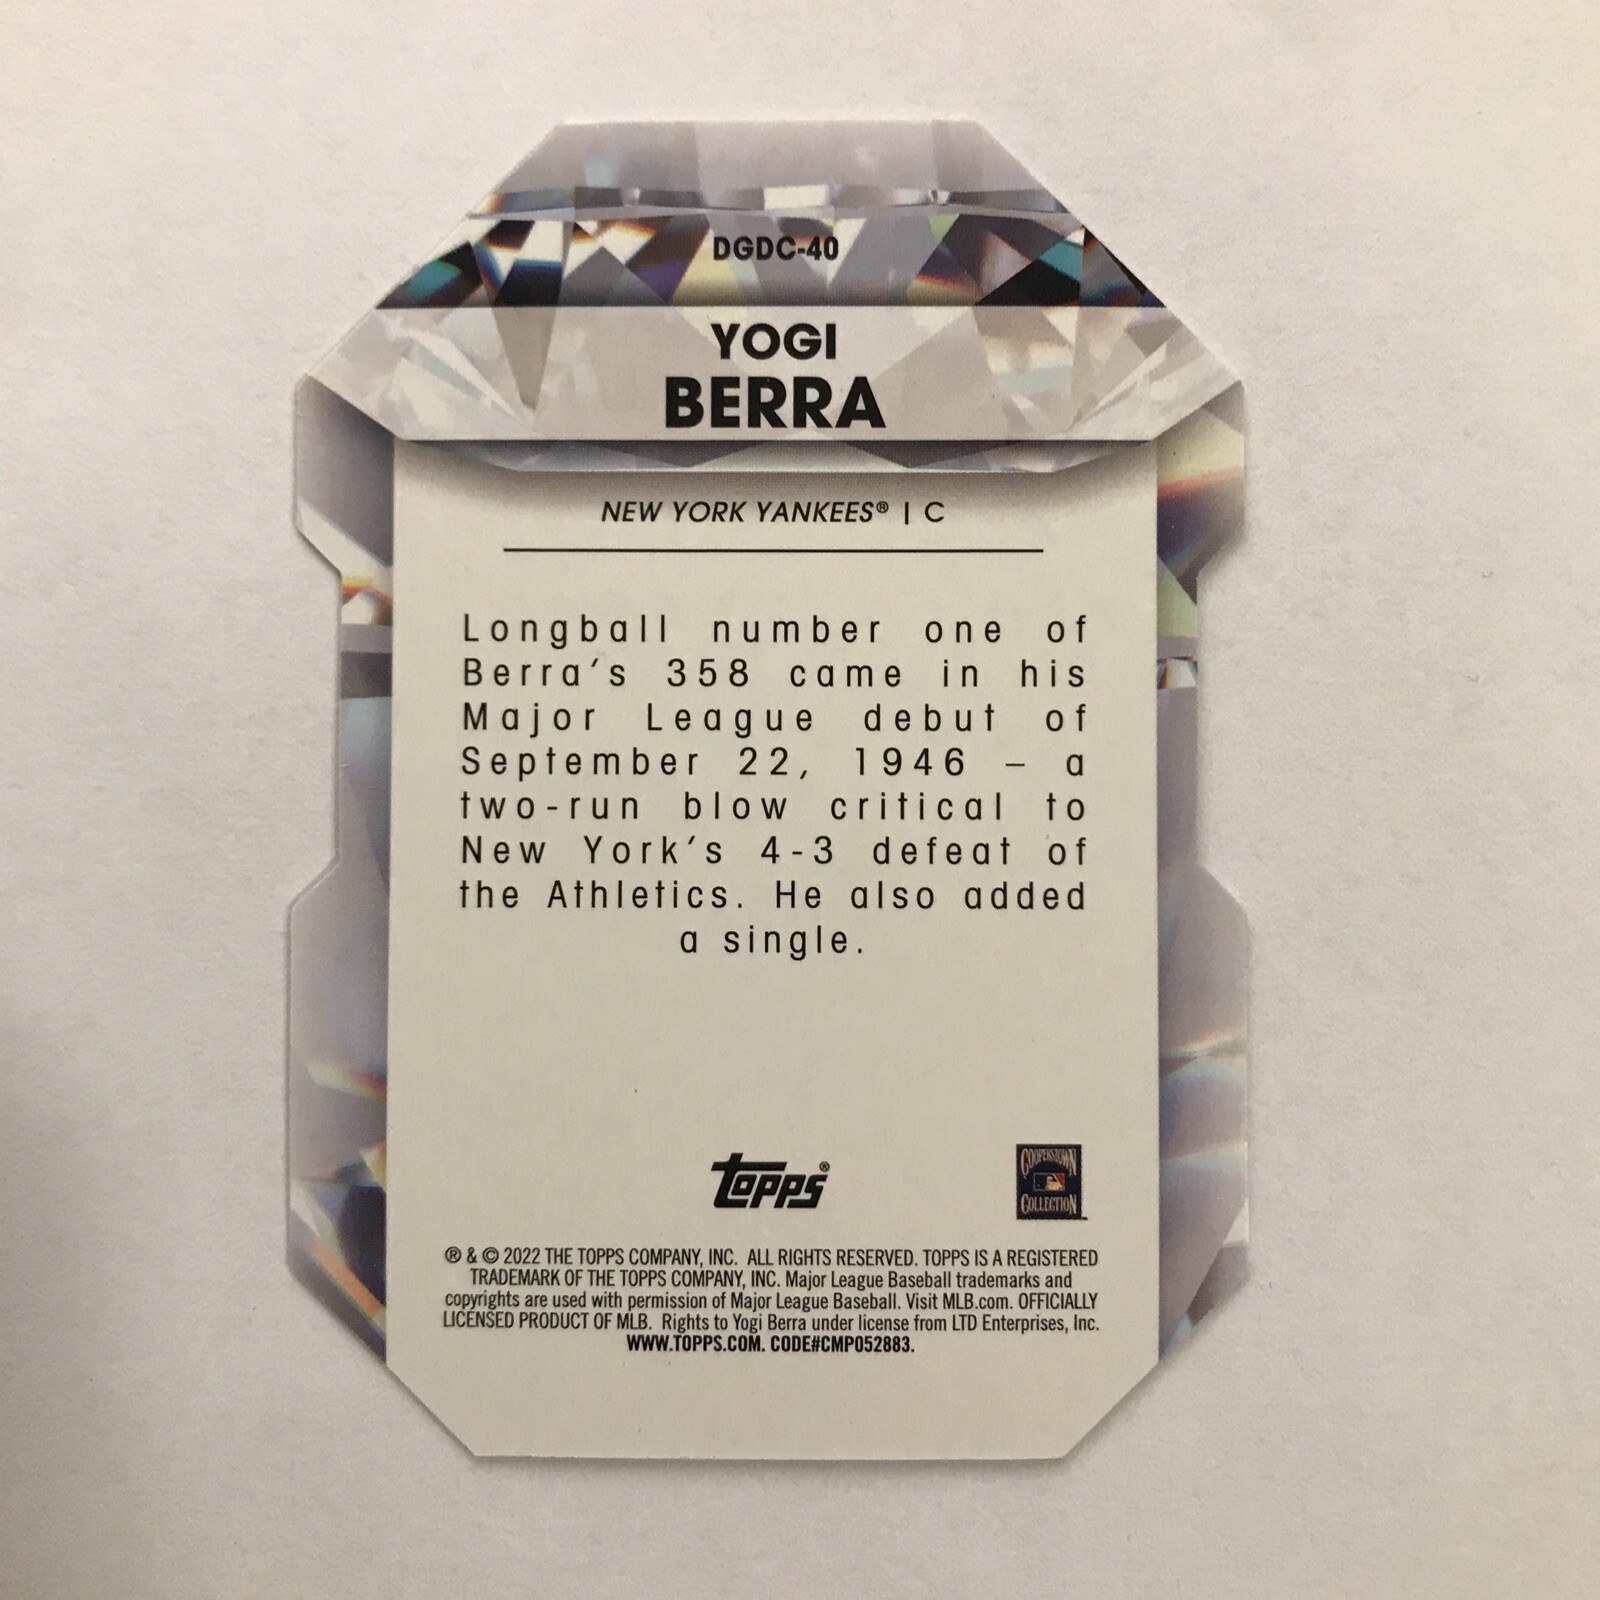 DGDC-40
YOGI
BERRA
NEW YORK YANKEES® | C
Longball number one of
Berra's 358 came in his
Major League debut of
September 22, 1946 – a
two-run blow critical to
New York's 4-3 defeat of
the Athletics. He also added
a single.
topps®
COOPERSTOWN
COLLECTION
® & © 2022 THE TOPPS COMPANY, INC. ALL RIGHTS RESERVED. TOPPS IS A REGISTERED
TRADEMARK OF THE TOPPS COMPANY, INC. Major League Baseball trademarks and
copyrights are used with permission of Major League Baseball. Visit MLB.com. OFFICIALLY
LICENSED PRODUCT OF MLB. Rights to Yogi Berra under license from LTD Enterprises, Inc.
WWW.TOPPS.COM. CODE#CMP052883.